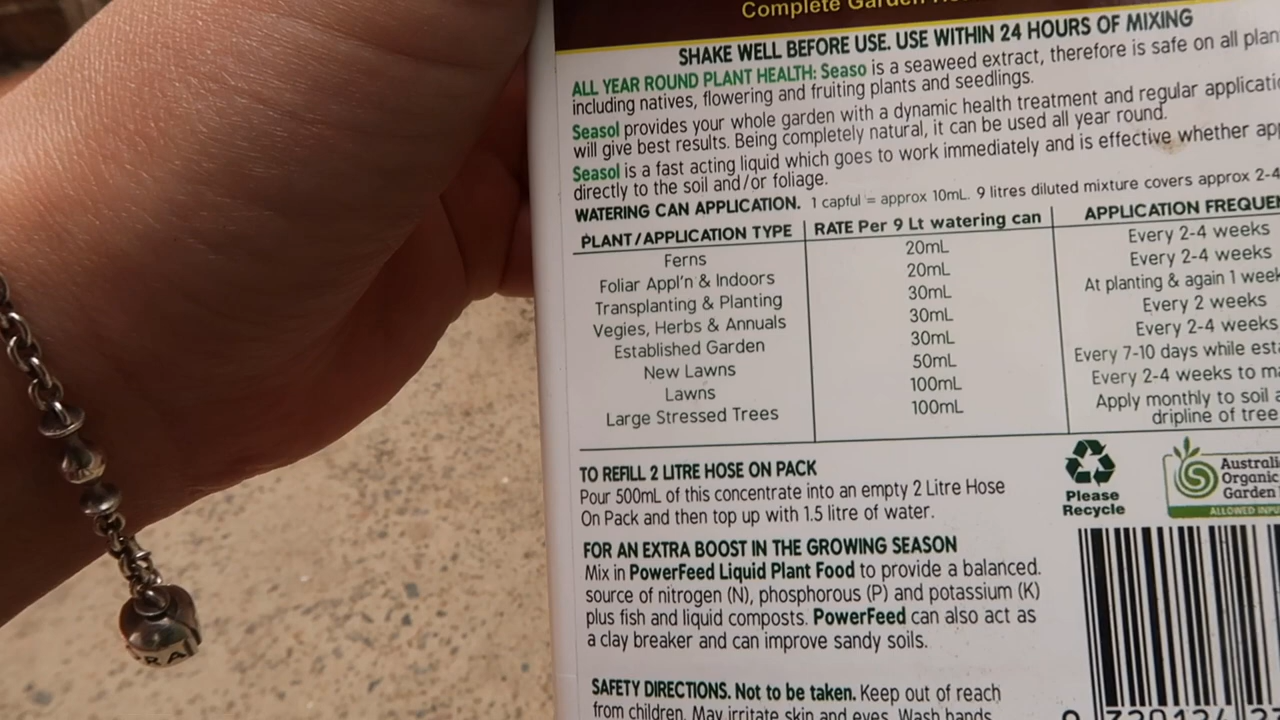 Complete Garden
SHAKE WELL BEFORE USE. USE WITHIN 24 HOURS OF MIXING
ALL YEAR ROUND PLANT HEALTH: Seaso is a seaweed extract, therefore is safe on all plan
including natives, flowering and fruiting plants and seedlings.
Seasol provides your whole garden with a dynamic health treatment and regular applicatio
will give best results. Being completely natural, it can be used all year round.
Seasol is a fast acting liquid which goes to work immediately and is effective whether app
directly to the soil and/or foliage.
WATERING CAN APPLICATION. 1 capful = approx 10mL. 9 litres diluted mixture covers approx 2-4
PLANT/APPLICATION TYPE RATE Per 9 Lt watering can APPLICATION FREQUEN
Ferns 20mL Every 2-4 weeks
Foliar Appl'n & Indoors 20mL Every 2-4 weeks
Transplanting & Planting 30mL At planting & again 1 week
Vegies, Herbs & Annuals 30mL Every 2 weeks
Established Garden 30mL Every 2-4 weeks
New Lawns 50mL Every 7-10 days while esta
Lawns 100mL Every 2-4 weeks to ma
Large Stressed Trees 100mL Apply monthly to soil a
dripline of tree
TO REFILL 2 LITRE HOSE ON PACK
Pour 500mL of this concentrate into an empty 2 Litre Hose
On Pack and then top up with 1.5 litre of water.
Please
Recycle
Australi
Organic
Garden
ALLOWED INPU
FOR AN EXTRA BOOST IN THE GROWING SEASON
Mix in PowerFeed Liquid Plant Food to provide a balanced.
source of nitrogen (N), phosphorous (P) and potassium (K)
plus fish and liquid composts. PowerFeed can also act as
a clay breaker and can improve sandy soils.
SAFETY DIRECTIONS. Not to be taken. Keep out of reach
from children. May irritate skin and eyes. Wash hands
RA